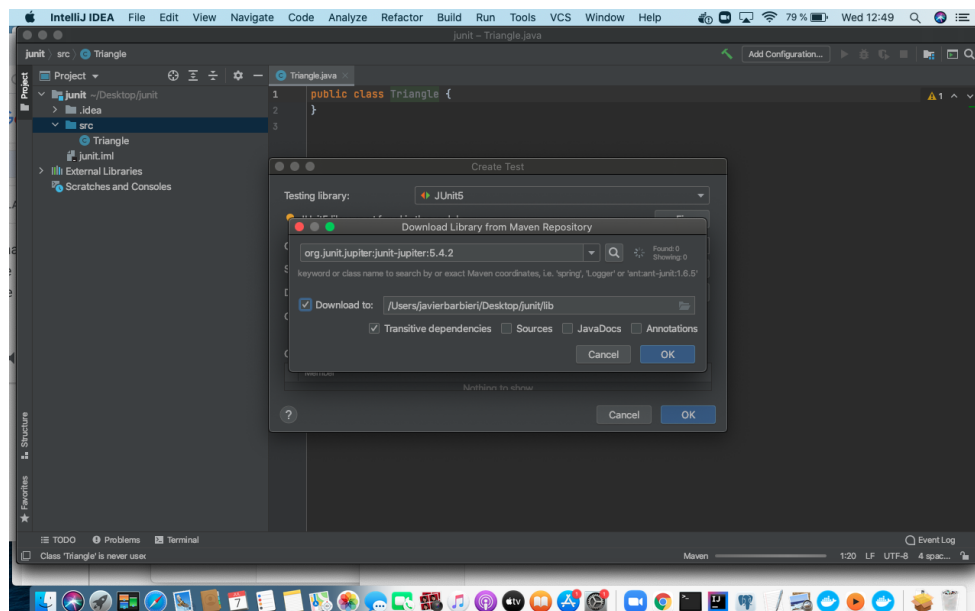 IntelliJ IDEA File Edit View Navigate Code Analyze Refactor Build Run Tools VCS Window Help 79 % Wed 12:49
junit – Triangle.java
junit src Triangle
Add Configuration...
Project
Project
Triangle.java
junit ~/Desktop/junit
.idea
src
Triangle
junit.iml
External Libraries
Scratches and Consoles
1 public class Triangle {
2 }
3
1
Create Test
Testing library: JUnit5
Download Library from Maven Repository
org.junit.jupiter:junit-jupiter:5.4.2
Found: 0
Showing: 0
keyword or class name to search by or exact Maven coordinates, i.e. 'spring', 'Logger' or 'ant:ant-junit:1.6.5'
Download to: /Users/javierbarbieri/Desktop/junit/lib
Transitive dependencies Sources JavaDocs Annotations
Cancel OK
Member
Nothing to show
? Cancel OK
Structure
Favorites
TODO Problems Terminal Event Log
Class 'Triangle' is never used
Maven 1:20 LF UTF-8 4 spac...
7
tv